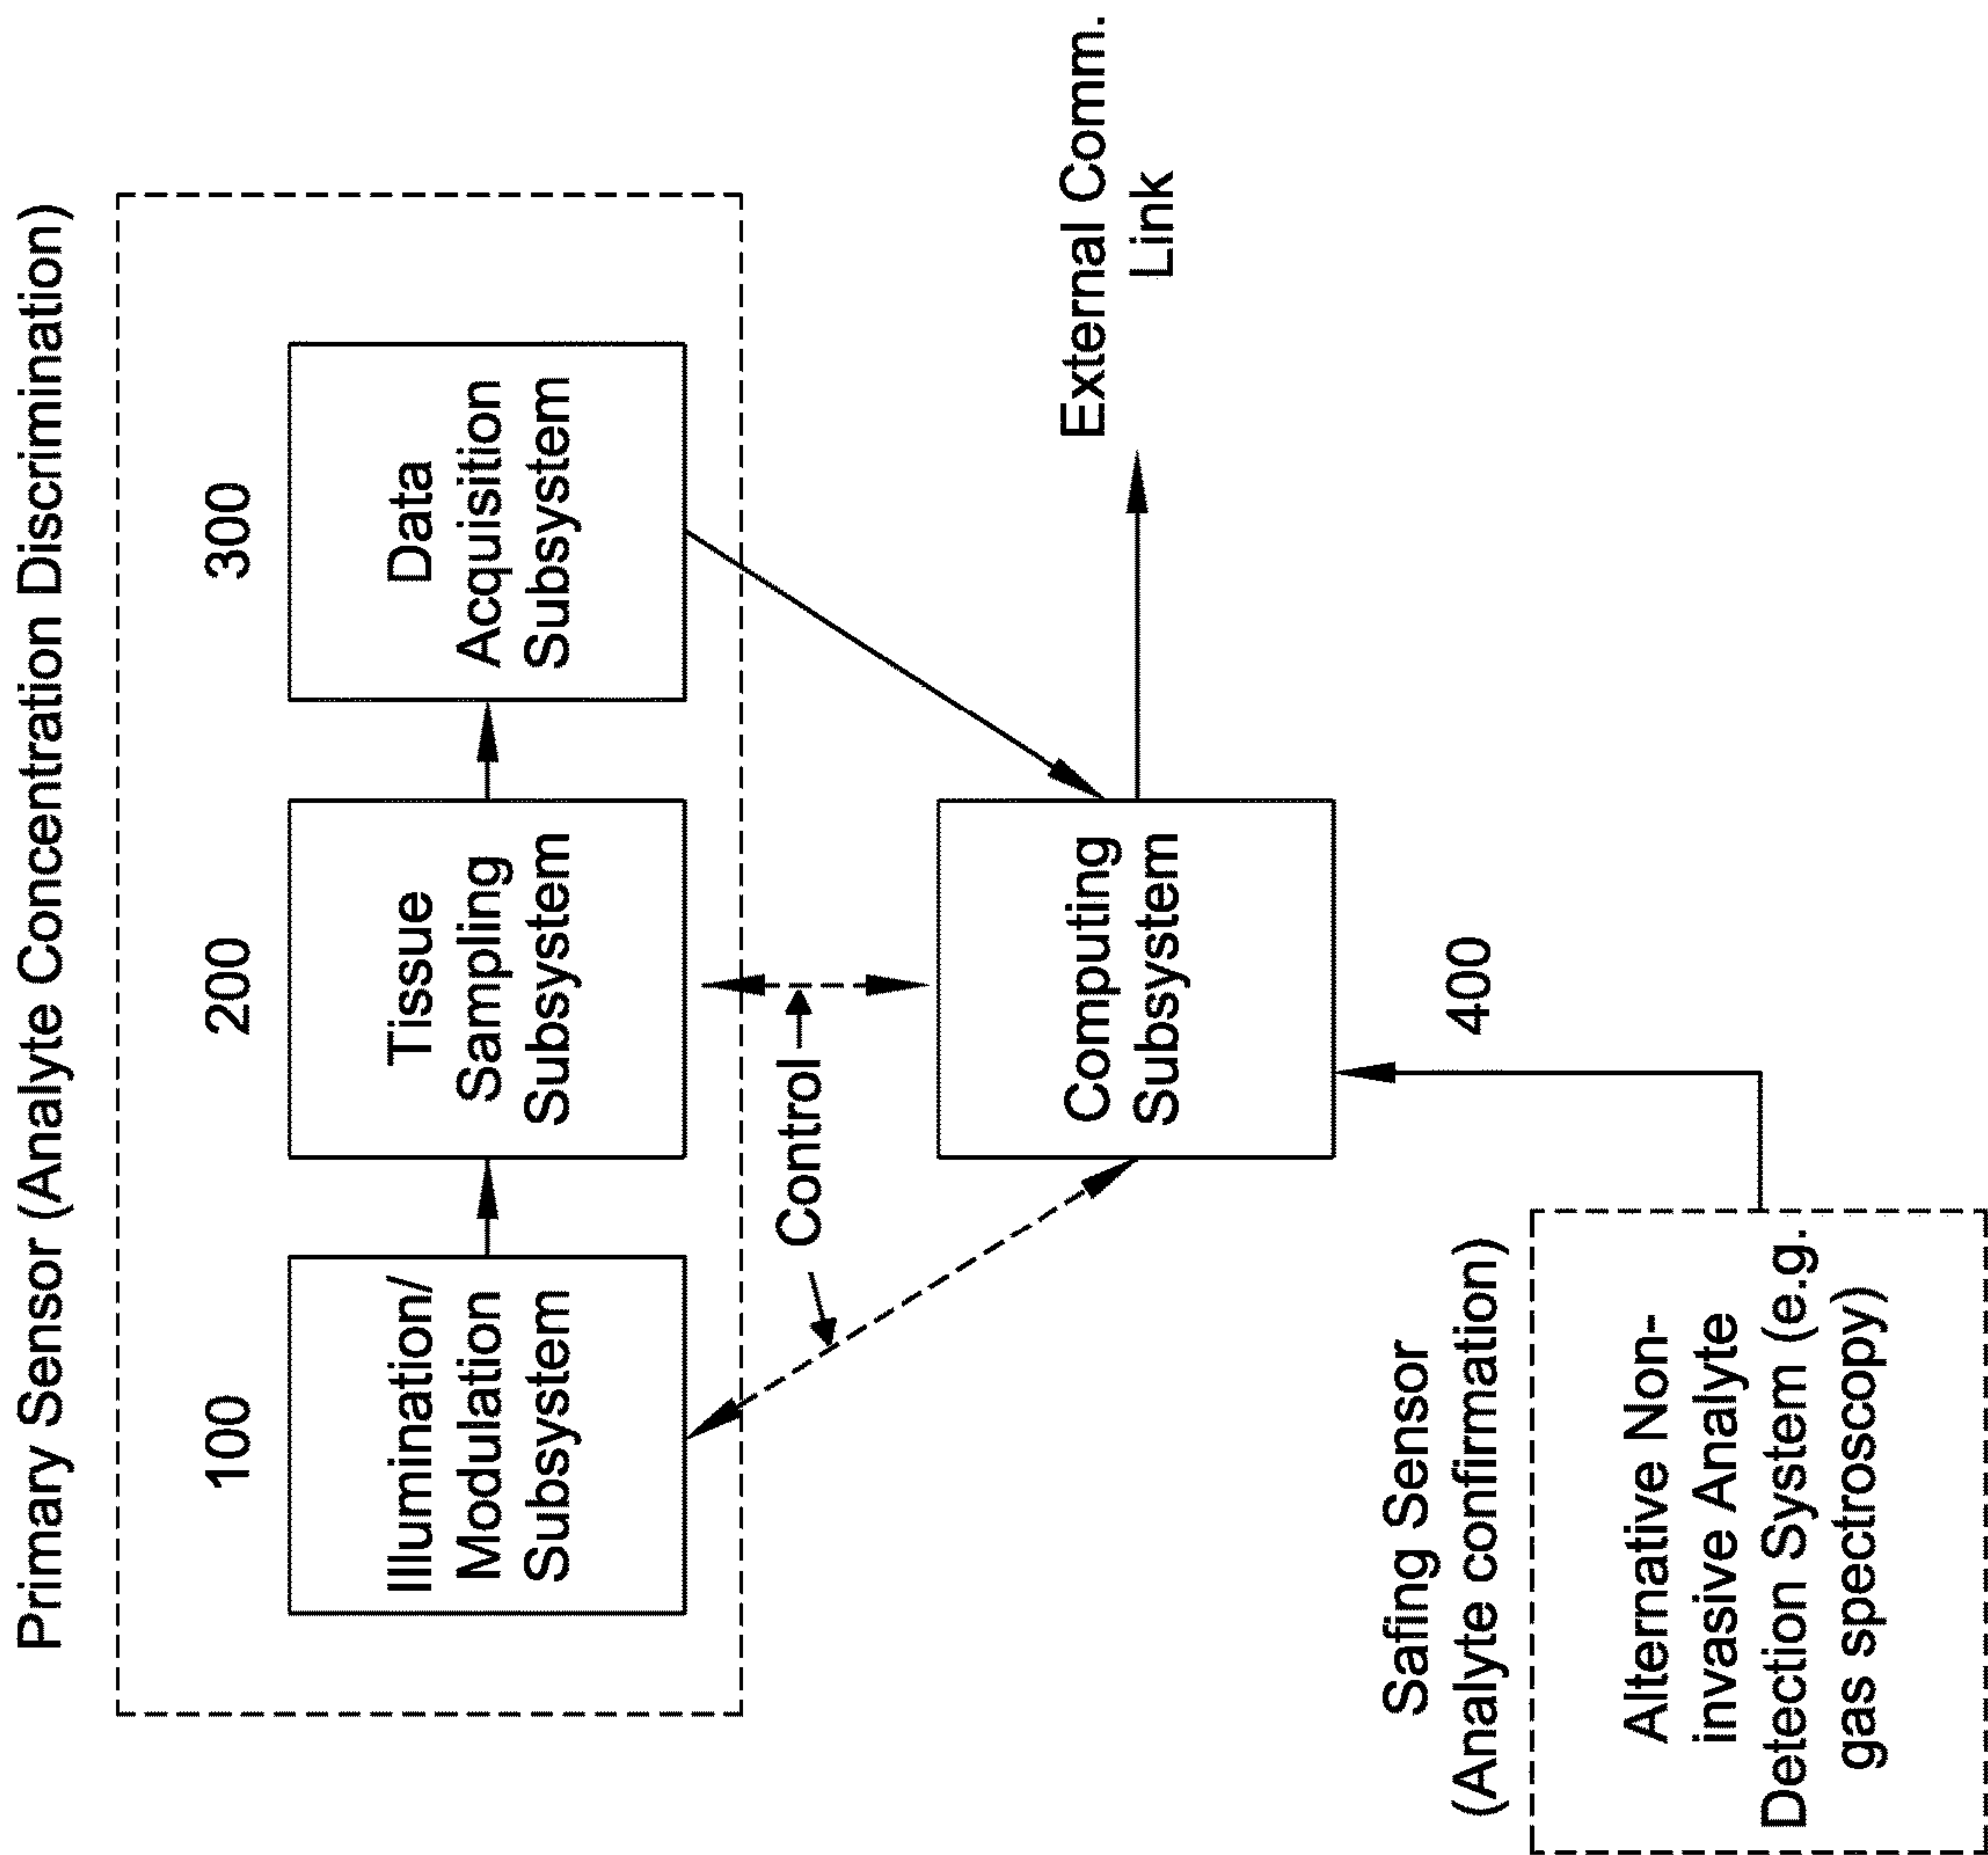 Primary Sensor (Analyte Concentration Discrimination)
100
200
300
Illumination/
Modulation
Subsystem
Tissue
Sampling
Subsystem
Data
Acquisition
Subsystem
Control
Computing
Subsystem
External Comm.
Link
400
Safing Sensor
(Analyte confirmation)
Alternative Non-
invasive Analyte
Detection System (e.g.
gas spectroscopy)